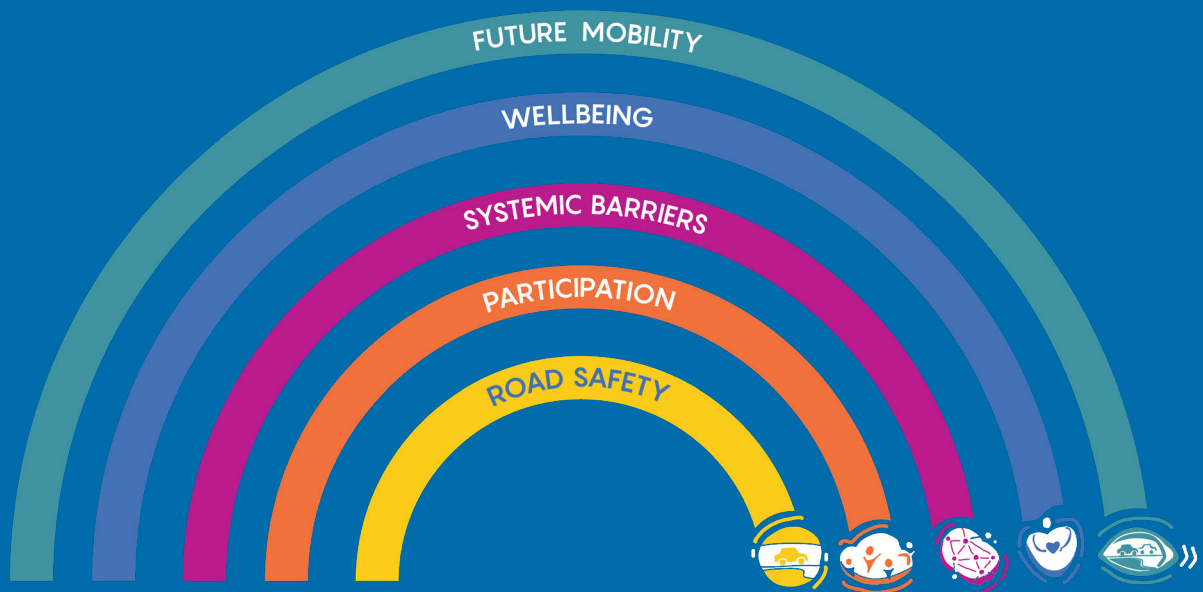 FUTURE MOBILITY
WELLBEING
SYSTEMIC BARRIERS
PARTICIPATION
ROAD SAFETY